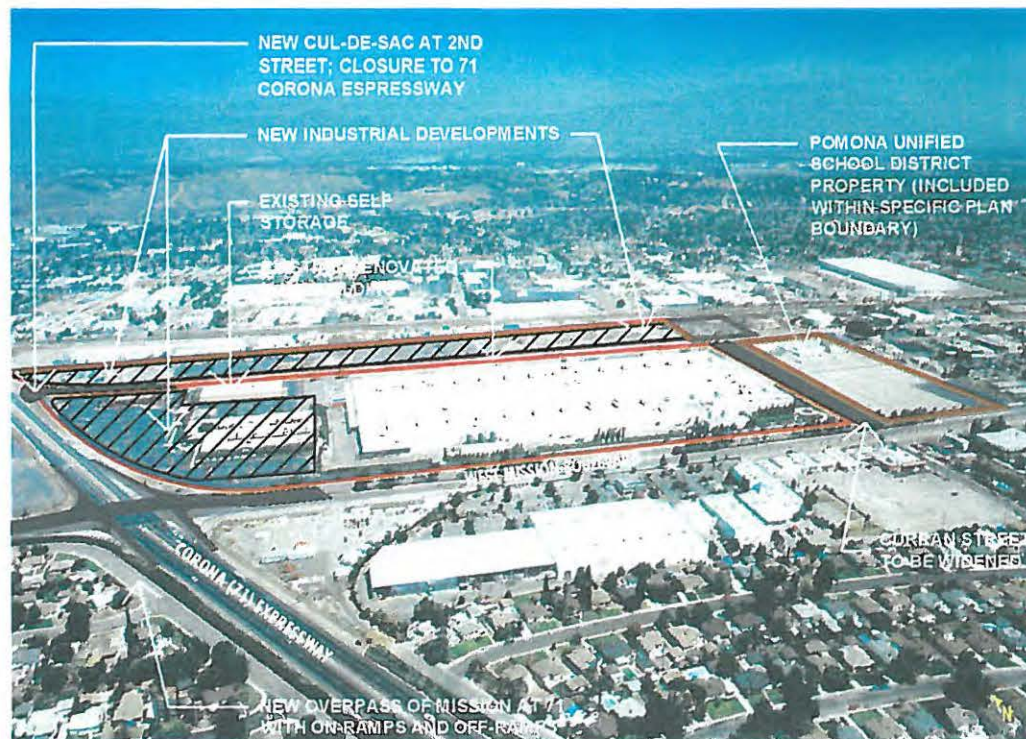 NEW CUL-DE-SAC AT 2ND
STREET; CLOSURE TO 71
CORONA ESPRESSWAY
NEW INDUSTRIAL DEVELOPMENTS
POMONA UNIFIED
SCHOOL DISTRICT
PROPERTY (INCLUDED
WITHIN SPECIFIC PLAN
BOUNDARY)
EXISTING SELF
STORAGE
RENOVATED
WEST MISSION BOULEVARD
CURRAN STREET
TO BE WIDENED
CORONA (71) EXPRESSWAY
NEW OVERPASS OF MISSION AT 71
WITH ON-RAMPS AND OFF-RAMPS
N